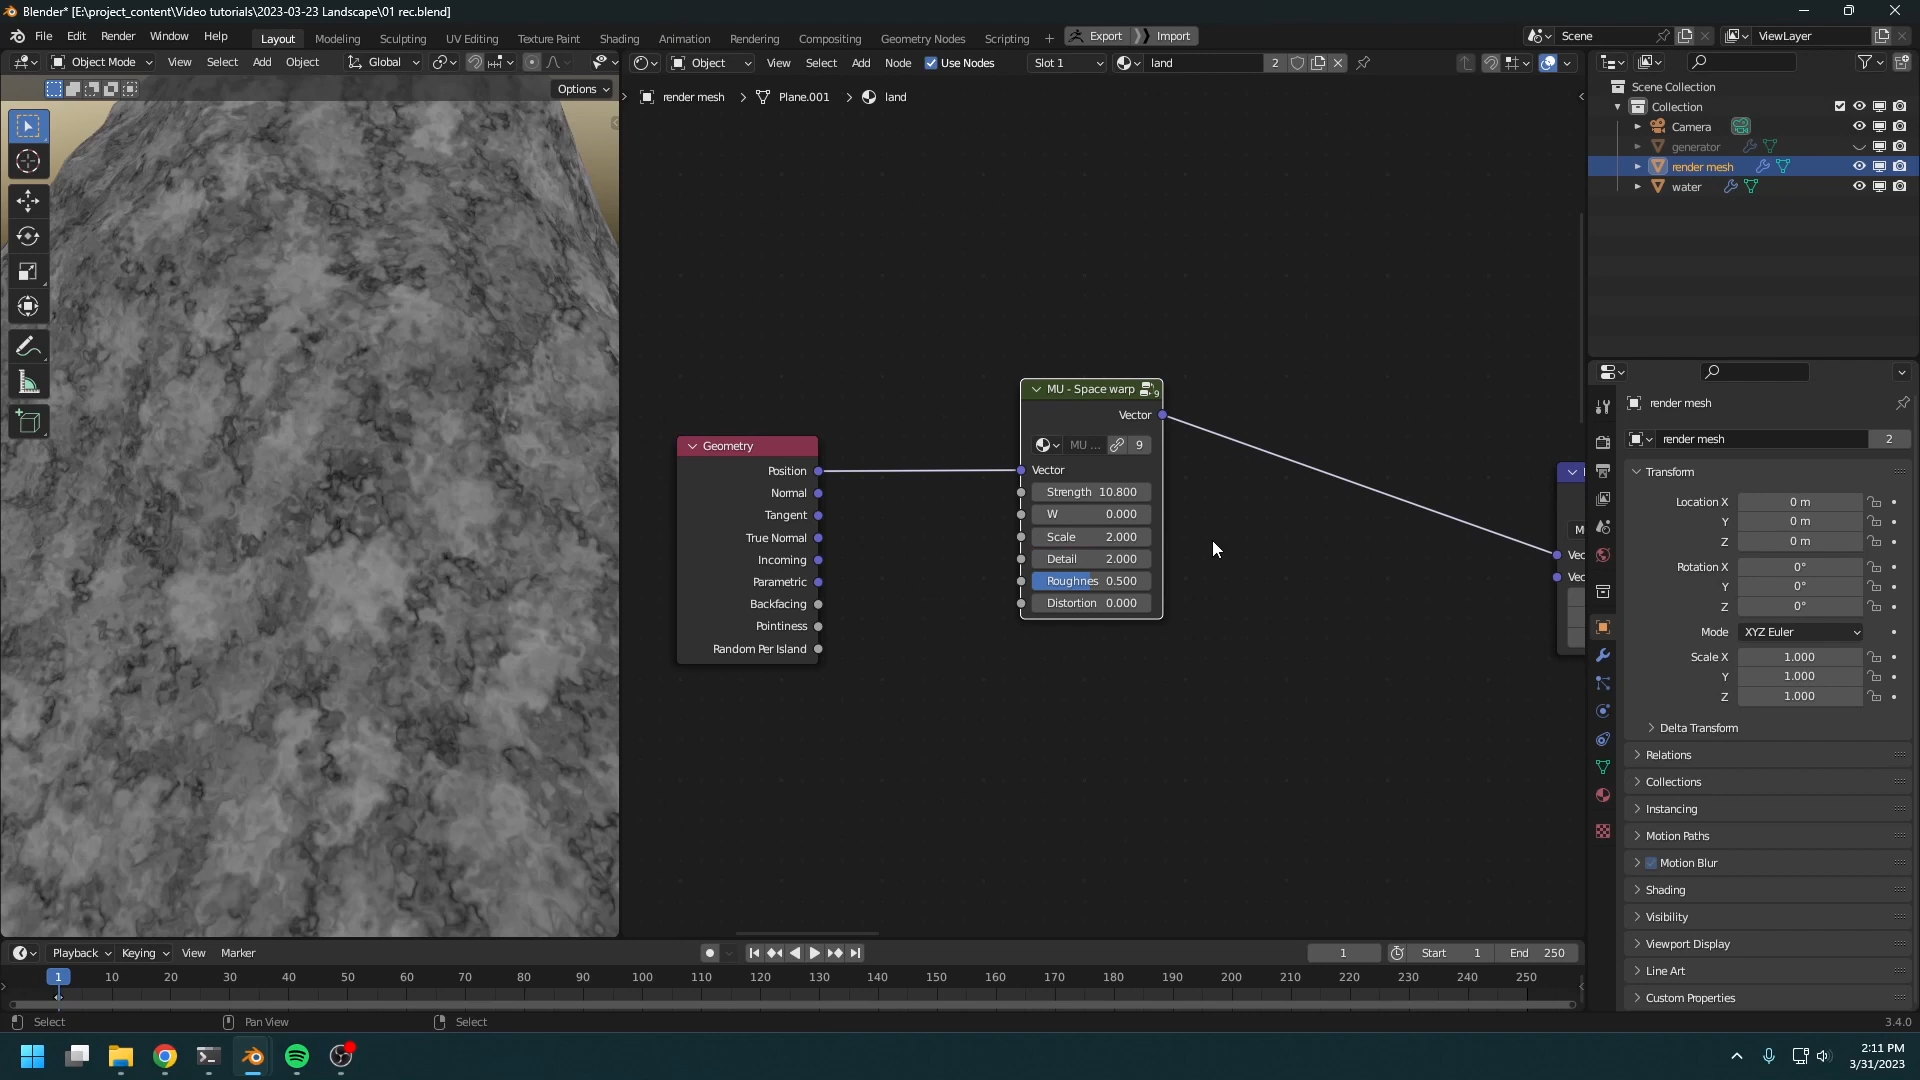 Blender* [E:\project_content\Video tutorials\2023-03-23 Landscape\01 rec.blend]
File Edit Render Window Help Layout Modeling Sculpting UV Editing Texture Paint Shading Animation Rendering Compositing Geometry Nodes Scripting + Export Import Scene ViewLayer
Object Mode View Select Add Object Global Object View Select Add Node Use Nodes Slot 1 land 2
Options
render mesh > Plane.001 > land
Scene Collection
Collection
Camera
generator
render mesh
water
MU - Space warp 9
Vector
MU ... 9
Vector
Strength 10.800
W 0.000
Scale 2.000
Detail 2.000
Roughnes 0.500
Distortion 0.000
Geometry
Position
Normal
Tangent
True Normal
Incoming
Parametric
Backfacing
Pointiness
Random Per Island
M
Vec
Vec
render mesh
render mesh 2
Transform
Location X 0 m
Y 0 m
Z 0 m
Rotation X 0°
Y 0°
Z 0°
Mode XYZ Euler
Scale X 1.000
Y 1.000
Z 1.000
Delta Transform
Relations
Collections
Instancing
Motion Paths
Motion Blur
Shading
Visibility
Viewport Display
Line Art
Custom Properties
Playback Keying View Marker 1 Start 1 End 250
1 10 20 30 40 50 60 70 80 90 100 110 120 130 140 150 160 170 180 190 200 210 220 230 240 250
Select Pan View Select 3.4.0
2:11 PM
3/31/2023